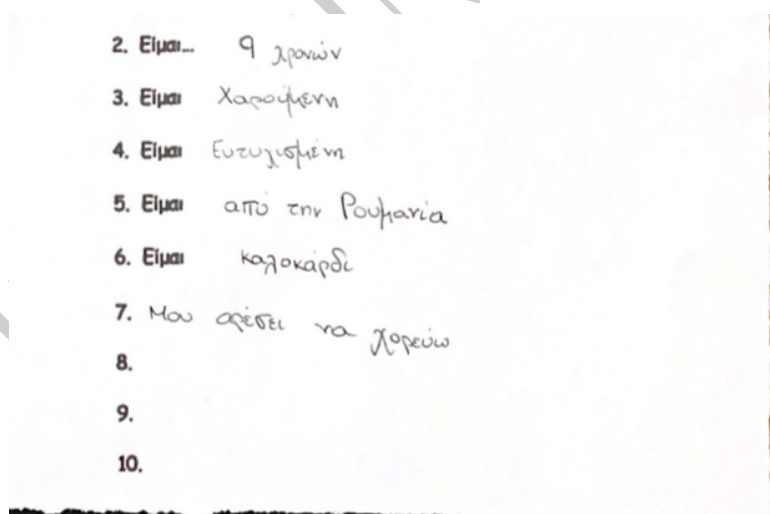 2. Είμαι... 9 χρονών
3. Είμαι Χαρούμενη
4. Είμαι Ευτυχισμένη
5. Είμαι από την Ρουμανία
6. Είμαι καλοκάρδι
7. Μου αρέσει να χορεύω
8.
9.
10.